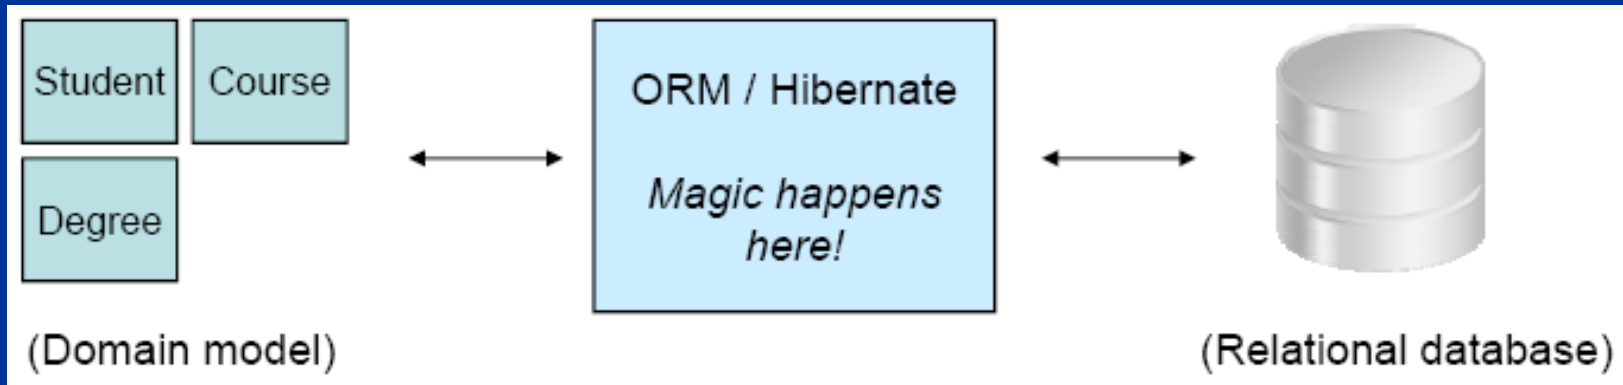 Student
Course
Degree
(Domain model)
ORM / Hibernate
Magic happens
here!
(Relational database)